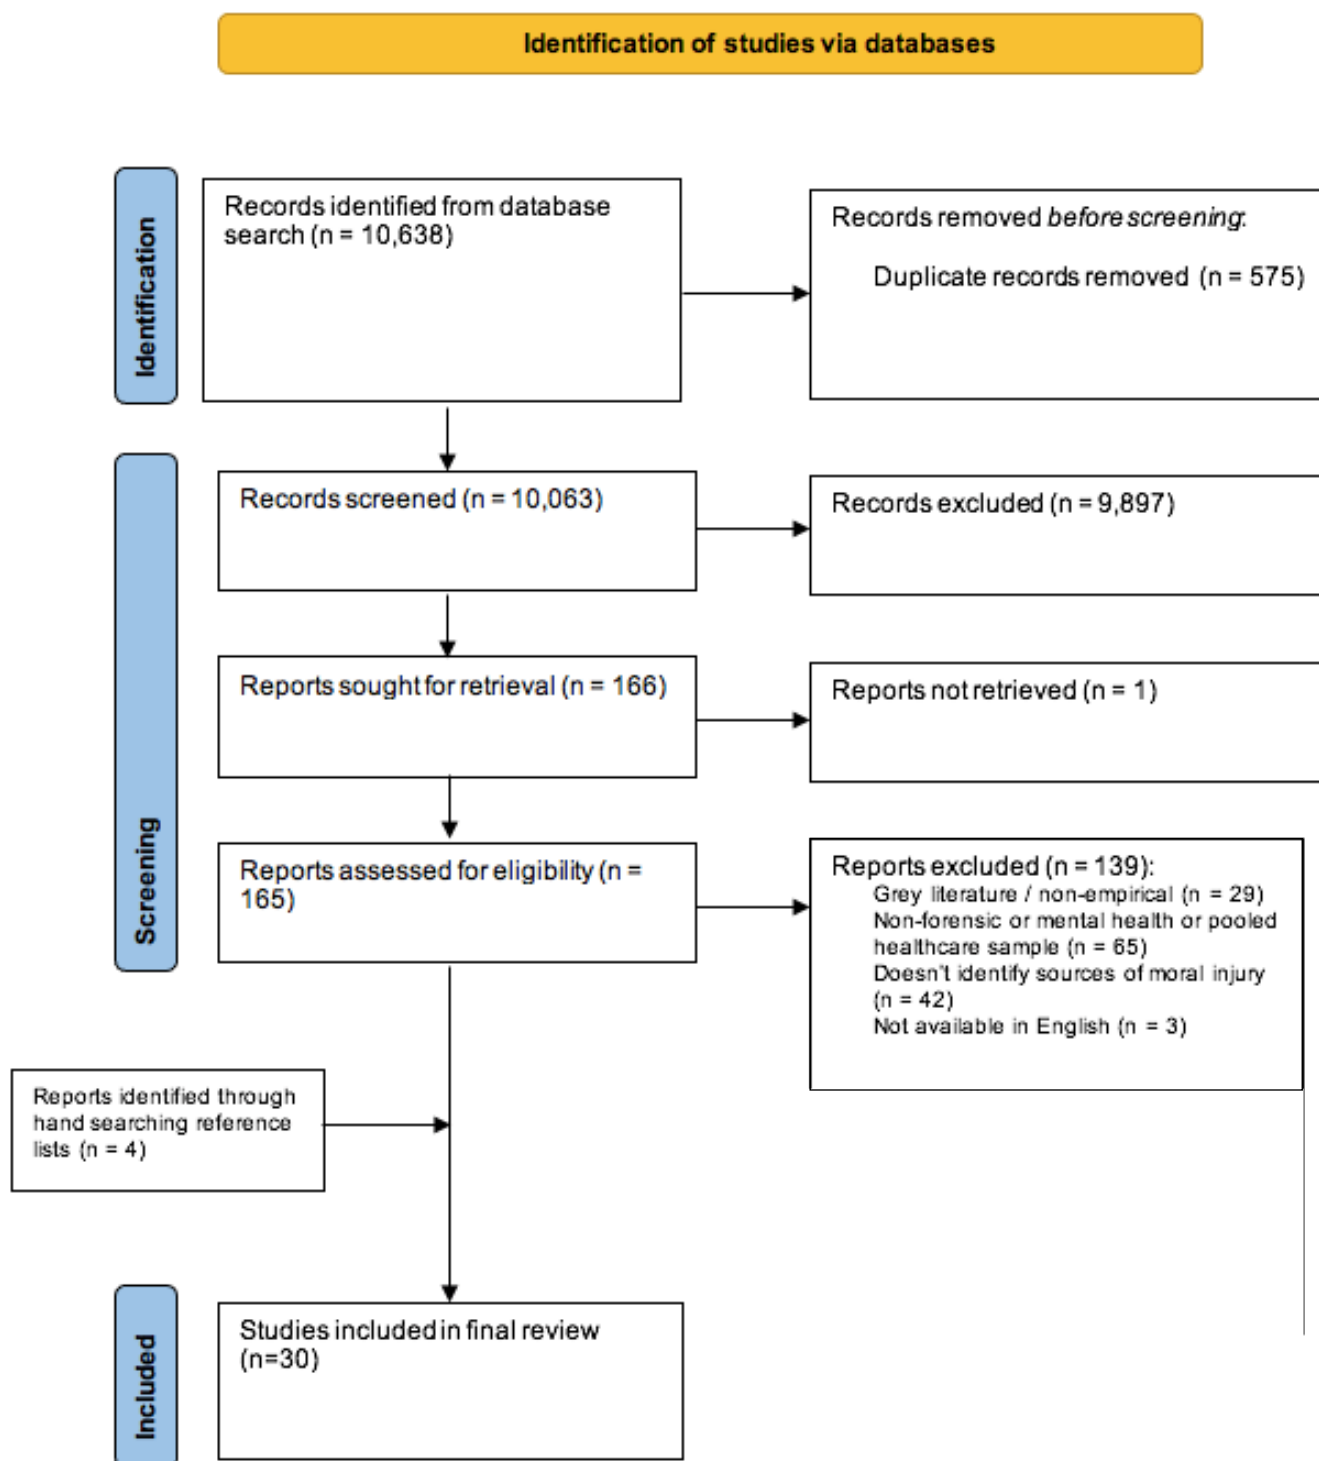 Identification of studies via databases
Identification
Records identified from database
search (n = 10,638)
Records removed before screening:
Duplicate records removed (n = 575)
Screening
Records screened (n = 10,063)
Records excluded (n = 9,897)
Reports sought for retrieval (n = 166)
Reports not retrieved (n = 1)
Reports assessed for eligibility (n =
165)
Reports excluded (n = 139):
Grey literature / non-empirical (n = 29)
Non-forensic or mental health or pooled
healthcare sample (n = 65)
Doesn't identify sources of moral injury
(n = 42)
Not available in English (n = 3)
Reports identified through
hand searching reference
lists (n = 4)
Included
Studies included in final review
(n=30)